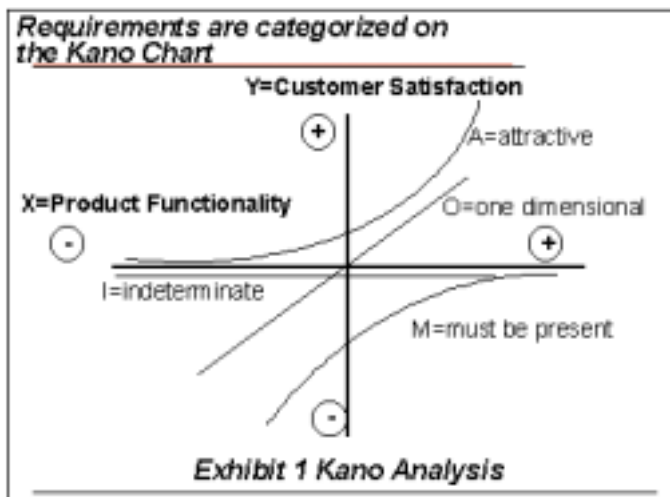 Requirements are categorized on
the Kano Chart
Y=Customer Satisfaction
+
A=attractive
X=Product Functionality
O=one dimensional
-
+
I=indeterminate
M=must be present
-
Exhibit 1 Kano Analysis